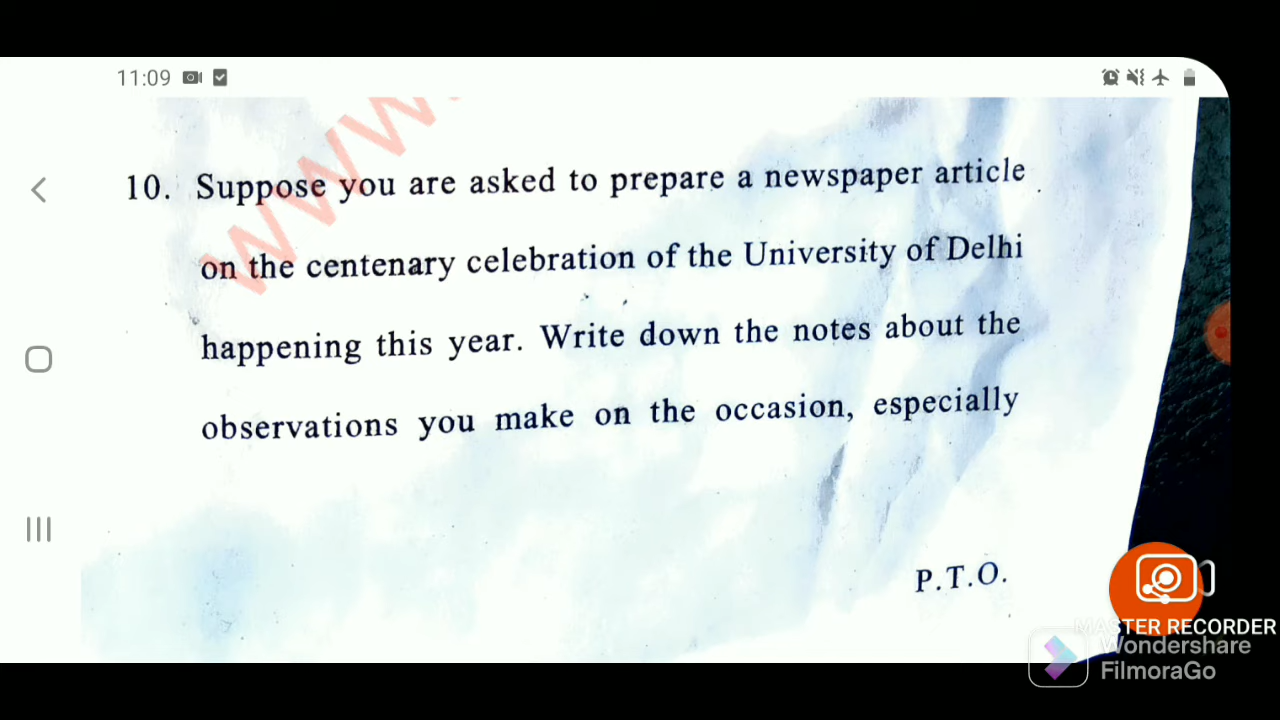 11:09
WWW.
10. Suppose you are asked to prepare a newspaper article
on the centenary celebration of the University of Delhi
happening this year. Write down the notes about the
observations you make on the occasion, especially
P.T.O.
MASTER RECORDER
Wondershare
FilmoraGo